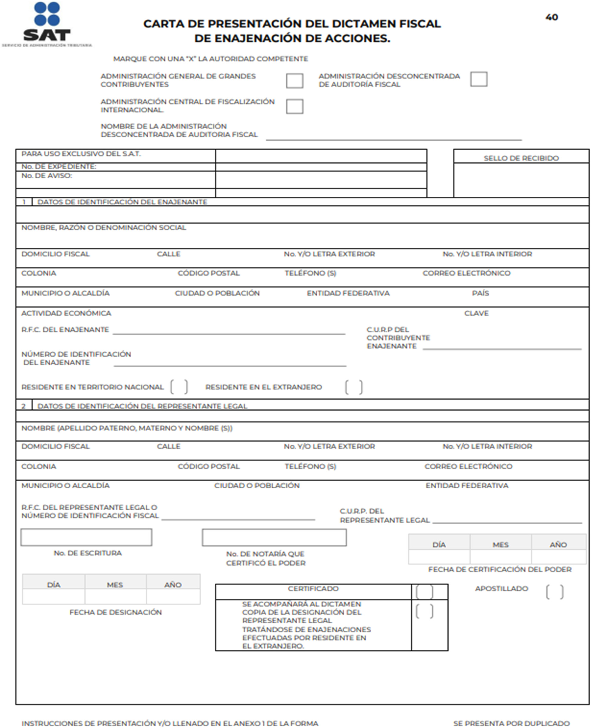 SAT
SERVICIO DE ADMINISTRACIÓN TRIBUTARIA
CARTA DE PRESENTACIÓN DEL DICTAMEN FISCAL
DE ENAJENACIÓN DE ACCIONES.
40
MARQUE CON UNA "X" LA AUTORIDAD COMPETENTE
ADMINISTRACIÓN GENERAL DE GRANDES
CONTRIBUYENTES
ADMINISTRACIÓN DESCONCENTRADA
DE AUDITORÍA FISCAL
ADMINISTRACIÓN CENTRAL DE FISCALIZACIÓN
INTERNACIONAL.
NOMBRE DE LA ADMINISTRACIÓN
DESCONCENTRADA DE AUDITORIA FISCAL
PARA USO EXCLUSIVO DEL S.A.T.
SELLO DE RECIBIDO
No. DE EXPEDIENTE:
No. DE AVISO:
1 DATOS DE IDENTIFICACIÓN DEL ENAJENANTE
NOMBRE, RAZÓN O DENOMINACIÓN SOCIAL
DOMICILIO FISCAL CALLE No. Y/O LETRA EXTERIOR No. Y/O LETRA INTERIOR
COLONIA CÓDIGO POSTAL TELÉFONO (S) CORREO ELECTRÓNICO
MUNICIPIO O ALCALDÍA CIUDAD O POBLACIÓN ENTIDAD FEDERATIVA PAÍS
ACTIVIDAD ECONÓMICA CLAVE
R.F.C. DEL ENAJENANTE
C.U.R.P DEL
CONTRIBUYENTE
ENAJENANTE
NÚMERO DE IDENTIFICACIÓN
DEL ENAJENANTE
RESIDENTE EN TERRITORIO NACIONAL ( ) RESIDENTE EN EL EXTRANJERO ( )
2 DATOS DE IDENTIFICACIÓN DEL REPRESENTANTE LEGAL
NOMBRE (APELLIDO PATERNO, MATERNO Y NOMBRE (S))
DOMICILIO FISCAL CALLE No. Y/O LETRA EXTERIOR No. Y/O LETRA INTERIOR
COLONIA CÓDIGO POSTAL TELÉFONO (S) CORREO ELECTRÓNICO
MUNICIPIO O ALCALDÍA CIUDAD O POBLACIÓN ENTIDAD FEDERATIVA
R.F.C. DEL REPRESENTANTE LEGAL O
NÚMERO DE IDENTIFICACIÓN FISCAL
C.U.R.P. DEL
REPRESENTANTE LEGAL
No. DE ESCRITURA
No. DE NOTARÍA QUE
CERTIFICÓ EL PODER
DÍA MES AÑO
FECHA DE CERTIFICACIÓN DEL PODER
DÍA MES AÑO
FECHA DE DESIGNACIÓN
CERTIFICADO ( ) APOSTILLADO ( )
SE ACOMPAÑARÁ AL DICTAMEN ( )
COPIA DE LA DESIGNACIÓN DEL
REPRESENTANTE LEGAL
TRATÁNDOSE DE ENAJENACIONES
EFECTUADAS POR RESIDENTE EN
EL EXTRANJERO.
INSTRUCCIONES DE PRESENTACIÓN Y/O LLENADO EN EL ANEXO 1 DE LA FORMA SE PRESENTA POR DUPLICADO